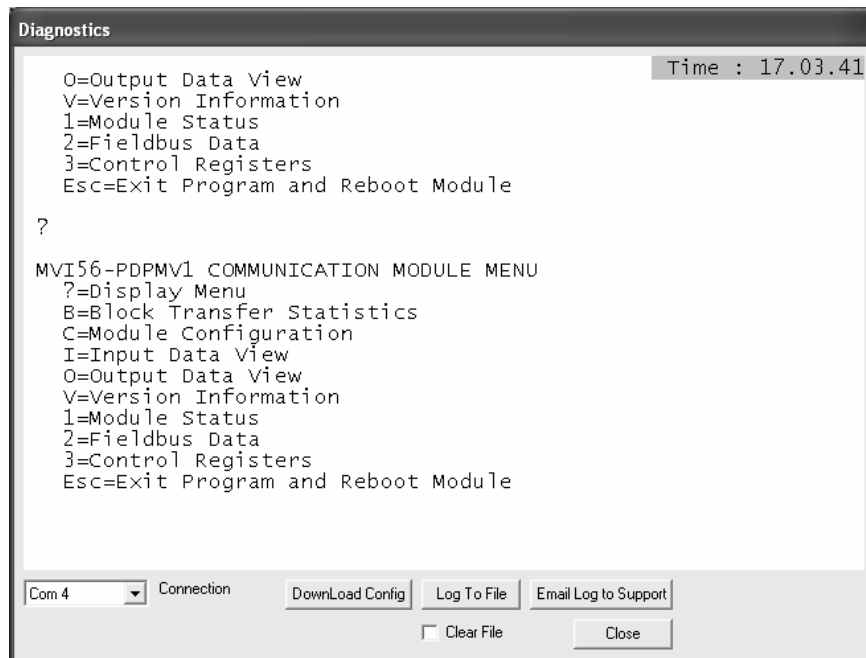 Diagnostics
Time : 17.03.41
O=Output Data View
V=Version Information
1=Module Status
2=Fieldbus Data
3=Control Registers
Esc=Exit Program and Reboot Module
?
MVI56-PDPMV1 COMMUNICATION MODULE MENU
?=Display Menu
B=Block Transfer Statistics
C=Module Configuration
I=Input Data View
O=Output Data View
V=Version Information
1=Module Status
2=Fieldbus Data
3=Control Registers
Esc=Exit Program and Reboot Module
Com 4
Connection
DownLoad Config
Log To File
Email Log to Support
Clear File
Close